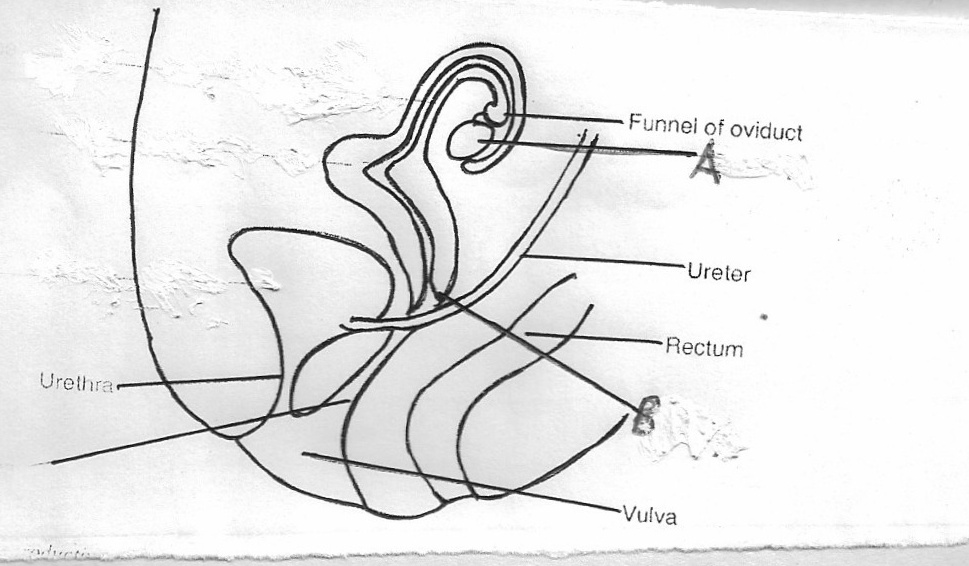 Funnel of oviduct
A
Ureter
Rectum
Urethra
B
Vulva